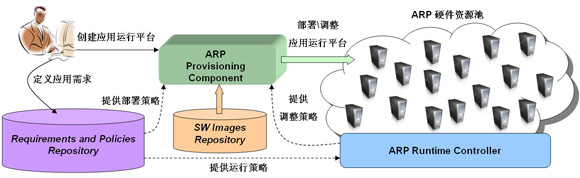 创建应用运行平台
定义应用需求
Requirements and Policies
Repository
提供部署策略
ARP
Provisioning
Component
SW Images
Repository
部署\调整
应用运行平台
提供
调整策略
提供运行策略
ARP 硬件资源池
ARP Runtime Controller